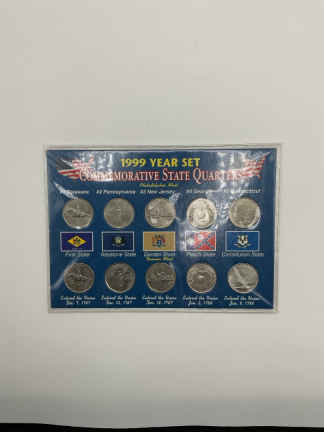 1999 YEAR SET
COMMEMORATIVE STATE QUARTERS
Philadelphia Mint
#1 Delaware #2 Pennsylvania #3 New Jersey #4 Georgia #5 Connecticut
First State Keystone State Garden State Peach State Constitution State
Denver Mint
Entered the Union Entered the Union Entered the Union Entered the Union Entered the Union
Dec. 7, 1787 Dec. 12, 1787 Dec. 18, 1787 Jan. 2, 1788 Jan. 9, 1788